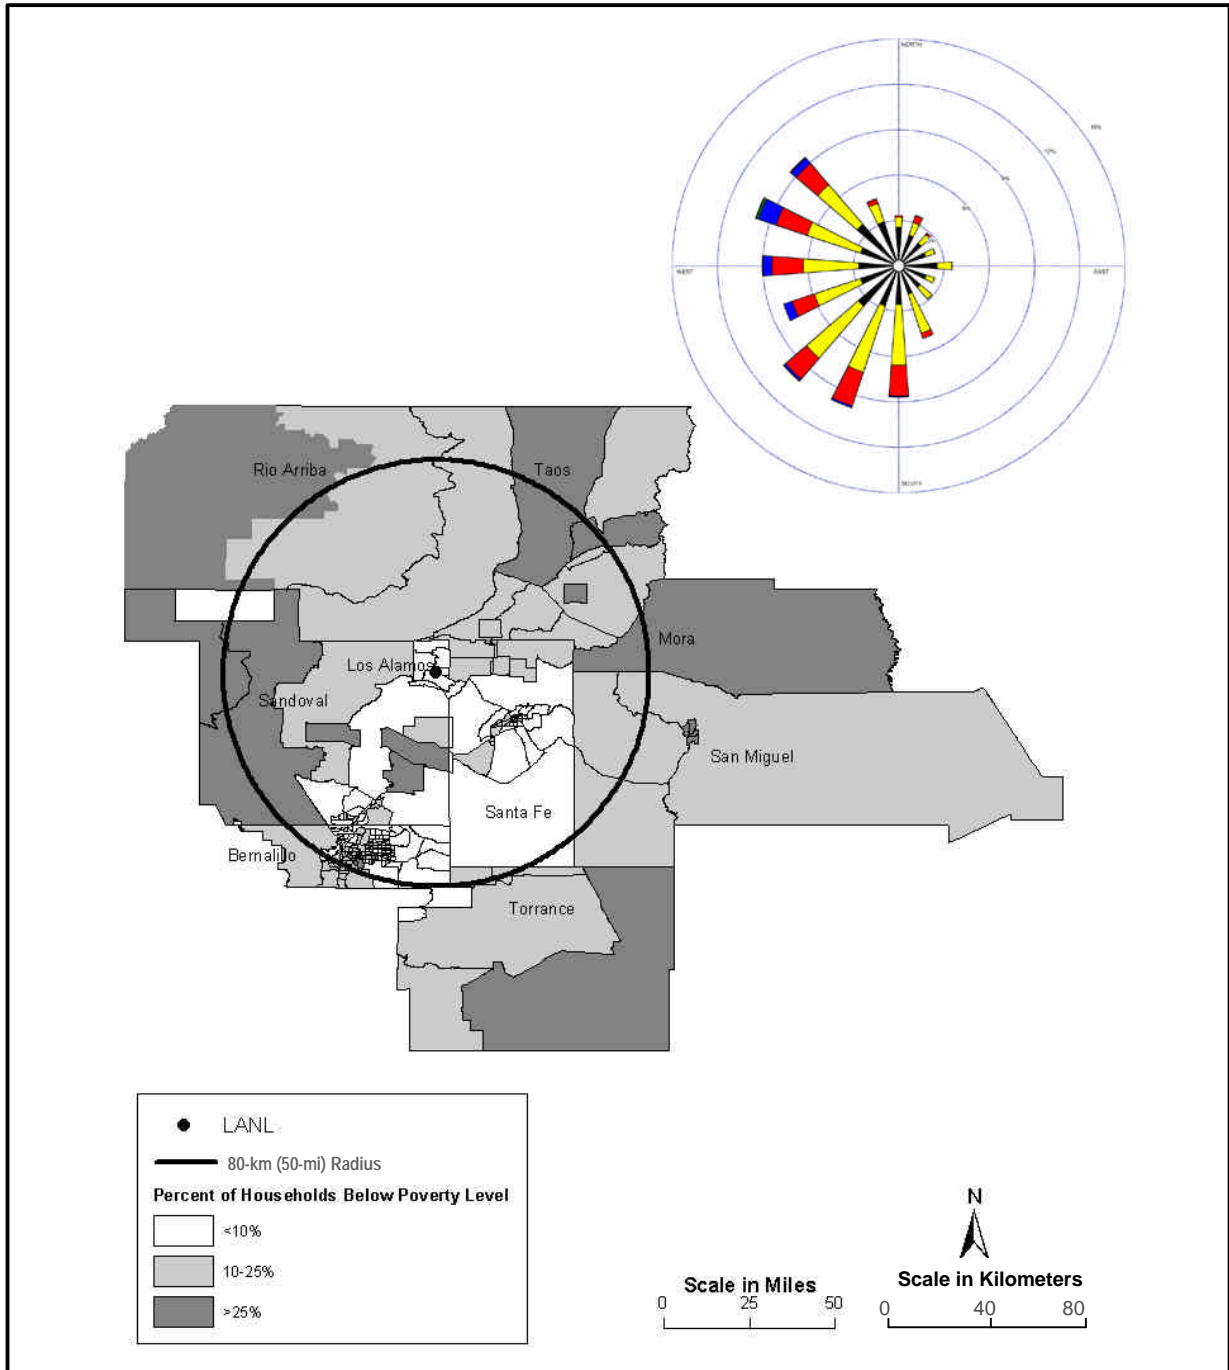 NORTH
WEST
EAST
SOUTH
Rio Arriba
Taos
Mora
Los Alamos
Sandoval
San Miguel
Santa Fe
Bernalillo
Torrance
LANL
80-km (50-mi) Radius
Percent of Households Below Poverty Level
<10%
10-25%
>25%
N
Scale in Miles
0 25 50
Scale in Kilometers
0 40 80